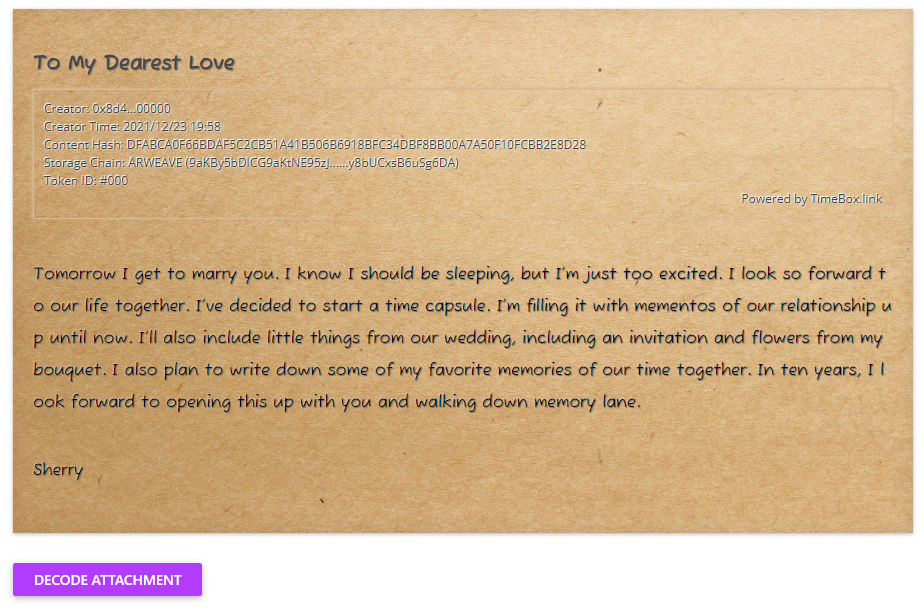 To My Dearest Love
Creator: 0x8d4...00000
Creator Time: 2021/12/23 19:58
Content Hash: DFABCA0F66BDAF5C2CB51A41B506B6918BFC34DBF8BB00A7A50F10FCBB2E8D28
Storage Chain: ARWEAVE (9aKBy5bDlCG9aKtNE95zJ......y8bUCxsB6uSg6DA)
Token ID: #000
Powered by TimeBox.link
Tomorrow I get to marry you. I know I should be sleeping, but I'm just too excited. I look so forward t
o our life together. I've decided to start a time capsule. I'm filling it with mementos of our relationship u
p until now. I'll also include little things from our wedding, including an invitation and flowers from my
bouquet. I also plan to write down some of my favorite memories of our time together. In ten years, I l
ook forward to opening this up with you and walking down memory lane.
Sherry
DECODE ATTACHMENT